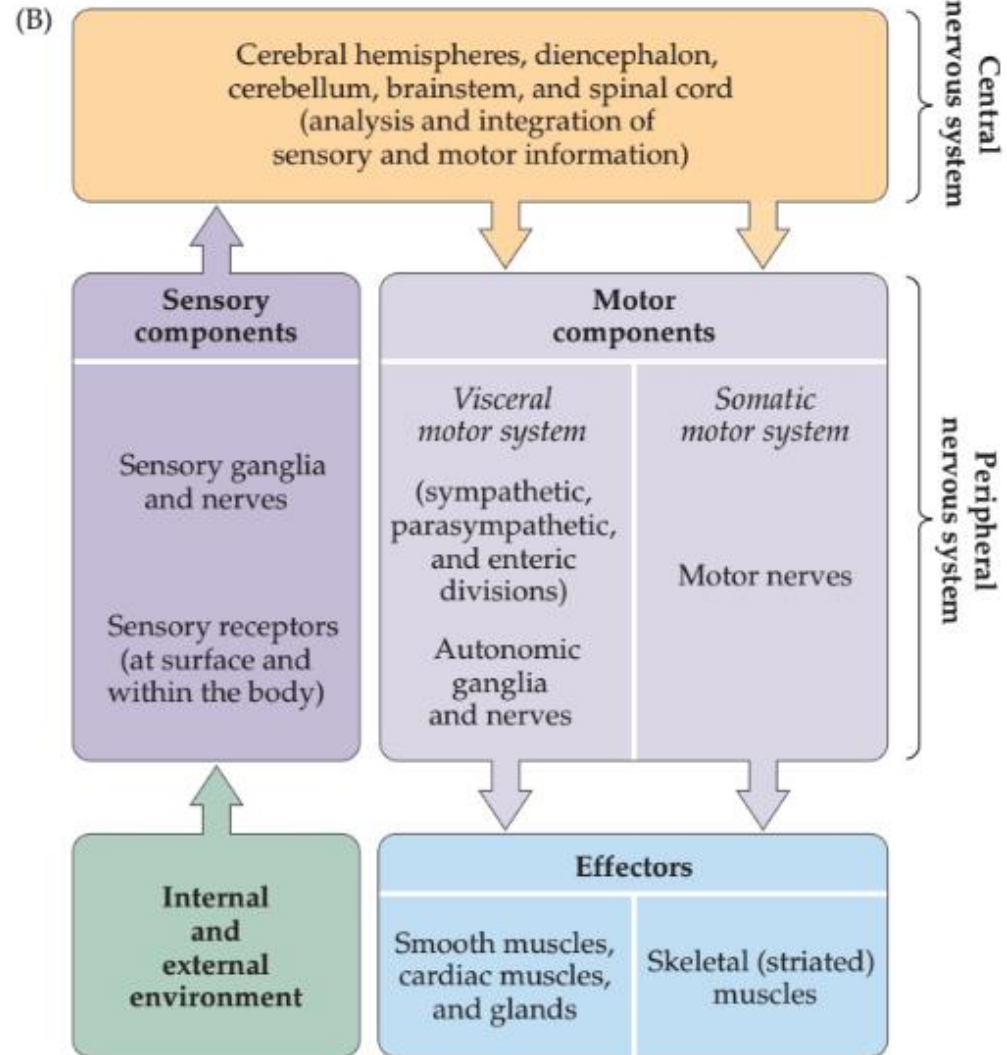 (B)
Cerebral hemispheres, diencephalon,
cerebellum, brainstem, and spinal cord
(analysis and integration of
sensory and motor information)
Central
nervous system
Sensory
components
Sensory ganglia
and nerves
Sensory receptors
(at surface and
within the body)
Motor
components
Visceral
motor system
(sympathetic,
parasympathetic,
and enteric
divisions)
Autonomic
ganglia
and nerves
Somatic
motor system
Motor nerves
Peripheral
nervous system
Internal
and
external
environment
Effectors
Smooth muscles,
cardiac muscles,
and glands
Skeletal (striated)
muscles